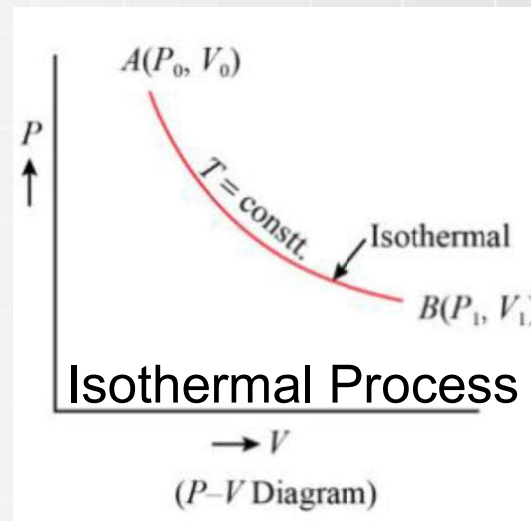 A(P₀, V₀)
P
T = constt.
Isothermal
B(P₁, V₁)
Isothermal Process
V
(P–V Diagram)